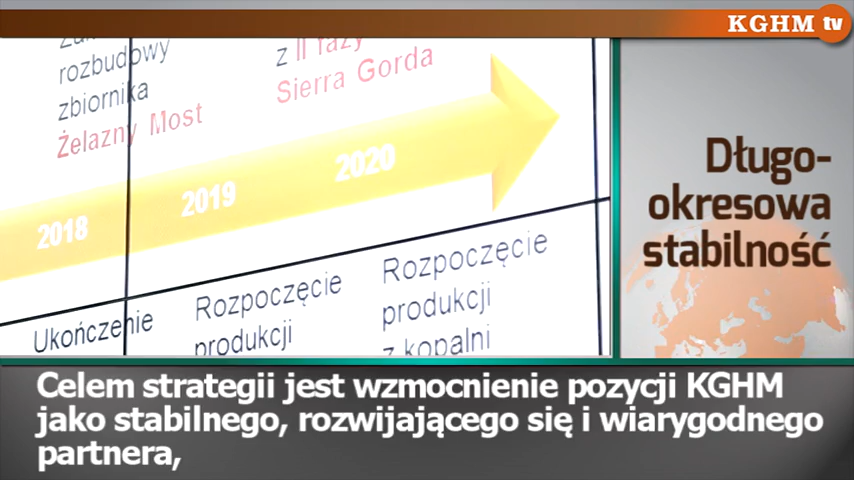 KGHM tv
rozbudowy
zbiornika
Żelazny Most
z II fazy
Sierra Gorda
2018
2019
2020
Ukończenie
Rozpoczęcie
produkcji
Rozpoczęcie
produkcji
z kopalni
Długo-
okresowa
stabilność
Celem strategii jest wzmocnienie pozycji KGHM
jako stabilnego, rozwijającego się i wiarygodnego
partnera,